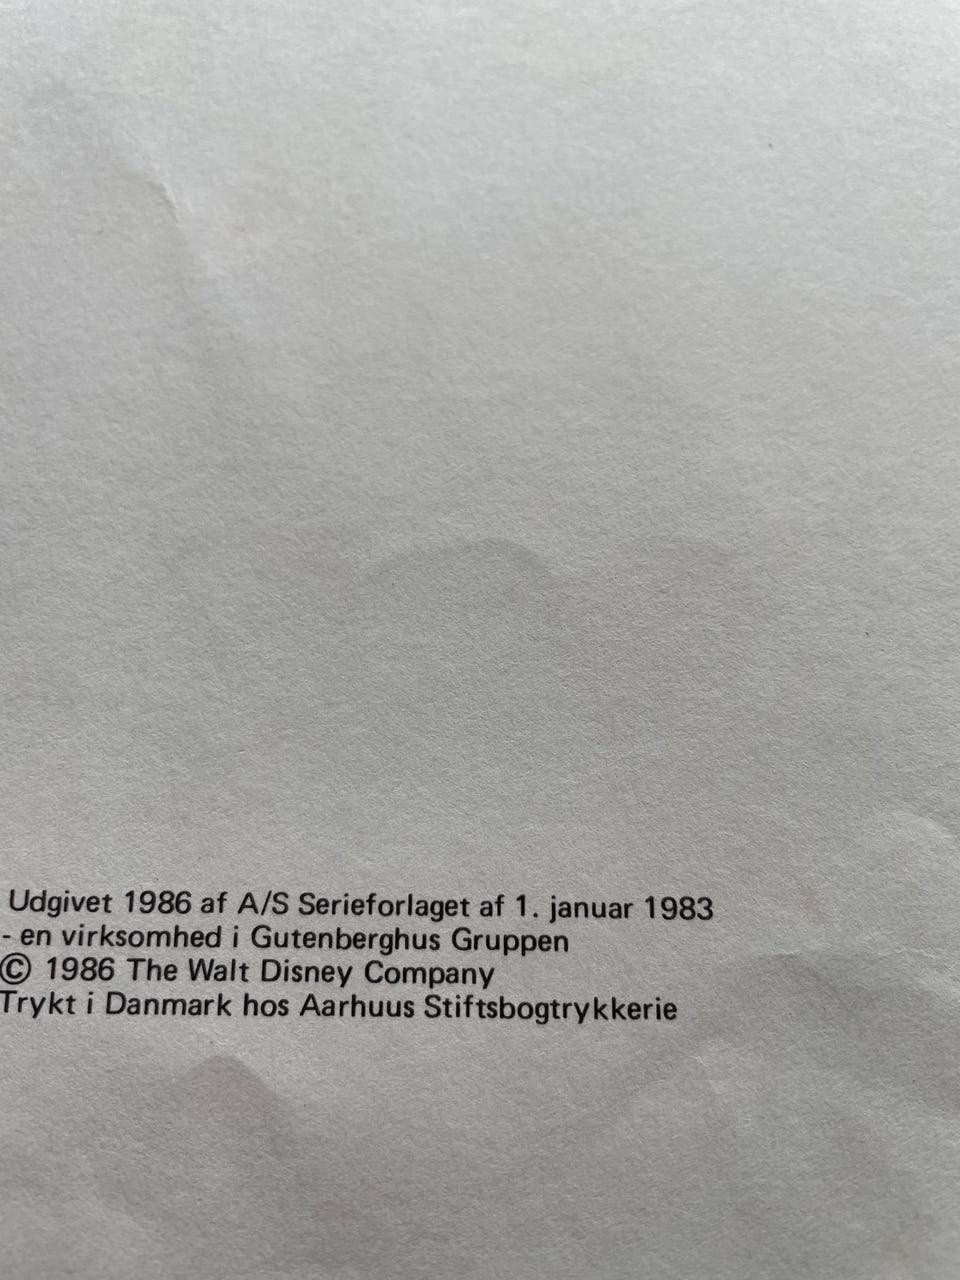 Udgivet 1986 af A/S Serieforlaget af 1. januar 1983
- en virksomhed i Gutenberghus Gruppen
© 1986 The Walt Disney Company
Trykt i Danmark hos Aarhuus Stiftsbogtrykkerie